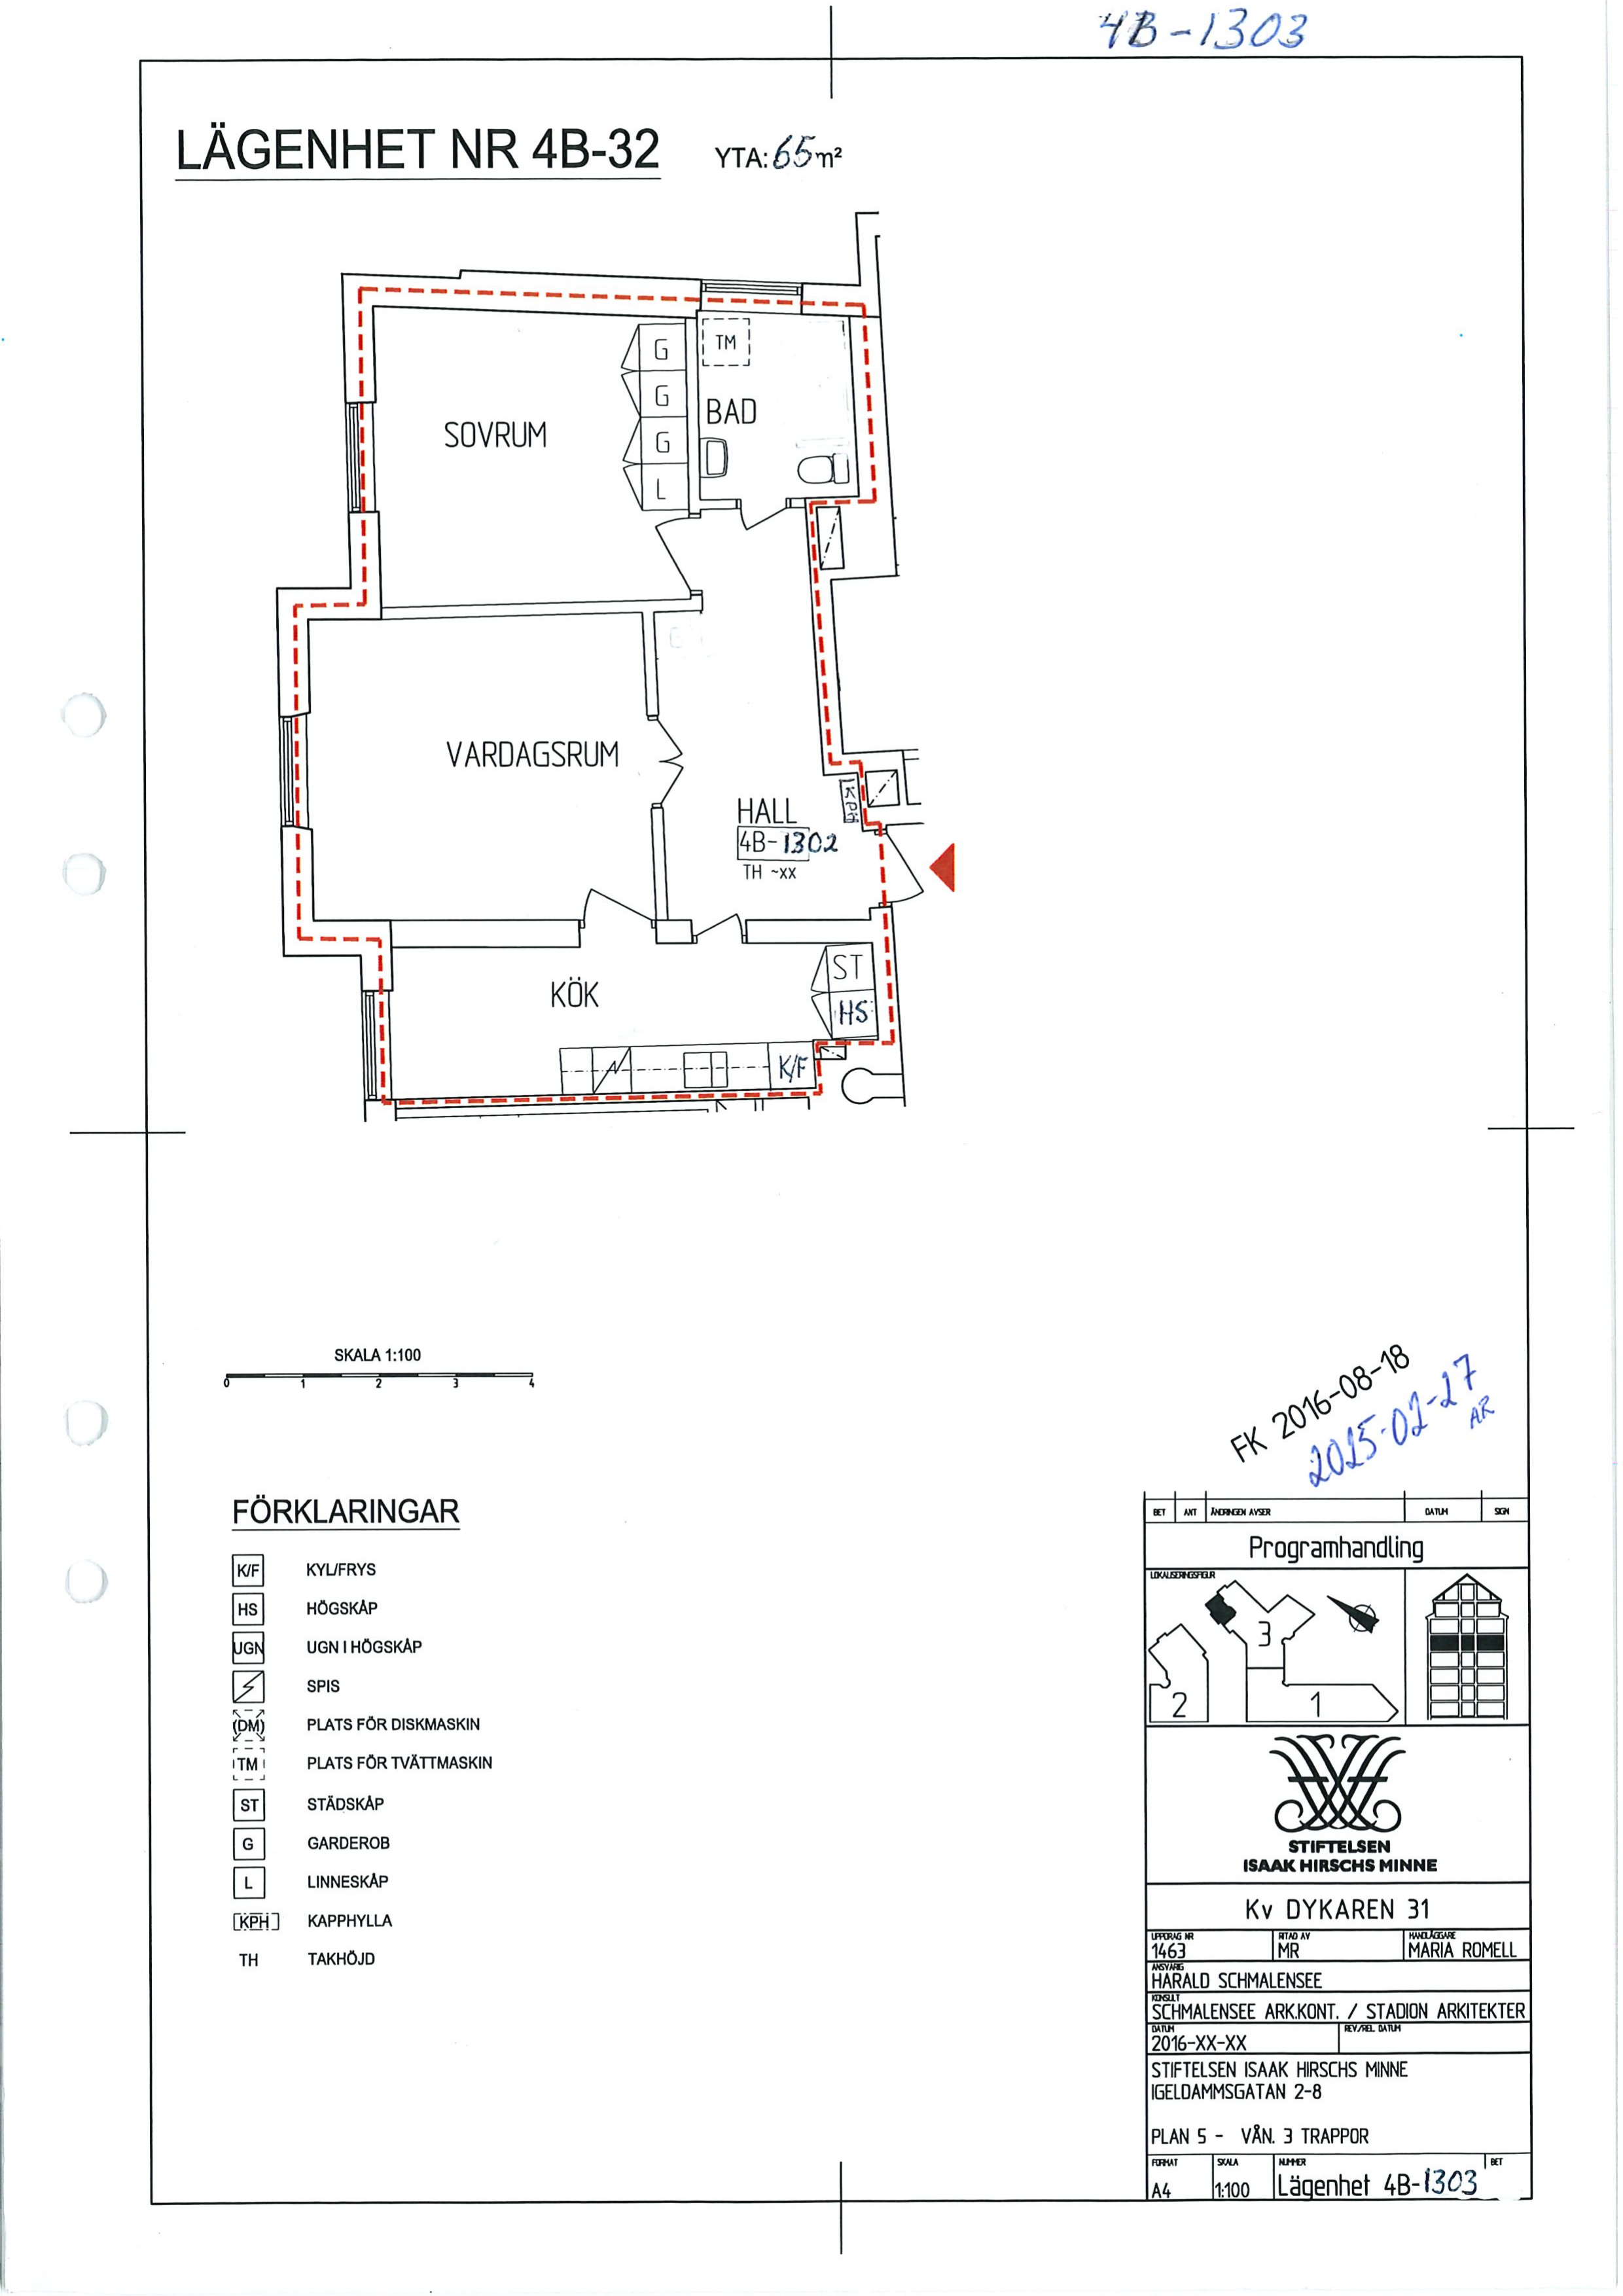 4B-1303
LÄGENHET NR 4B-32 YTA: 65 m²
G
TM
G
BAD
SOVRUM
G
L
VARDAGSRUM
KPH
HALL
4B-1302
TH ~xx
ST
KÖK
HS
K/F
SKALA 1:100
0 1 2 3 4
FK 2016-08-18
2025-02-27
AR
FÖRKLARINGAR
K/F KYL/FRYS
HS HÖGSKÅP
UGN UGN I HÖGSKÅP
SPIS
(DM) PLATS FÖR DISKMASKIN
TM PLATS FÖR TVÄTTMASKIN
ST STÄDSKÅP
G GARDEROB
L LINNESKÅP
KPH KAPPHYLLA
TH TAKHÖJD
BET ANT ÄNDRINGEN AVSER DATUM SIGN
Programhandling
LOKALISERINGSFIGUR
3
2 1
STIFTELSEN
ISAAK HIRSCHS MINNE
Kv DYKAREN 31
UPPDRAG NR RITAD AV HANDLÄGGARE
1463 MR MARIA ROMELL
ANSVARIG
HARALD SCHMALENSEE
KONSULT
SCHMALENSEE ARK.KONT. / STADION ARKITEKTER
DATUM REV/REL. DATUM
2016-XX-XX
STIFTELSEN ISAAK HIRSCHS MINNE
IGELDAMMSGATAN 2-8
PLAN 5 - VÅN. 3 TRAPPOR
FORMAT SKALA NUMMER BET
A4 1:100 Lägenhet 4B-1303